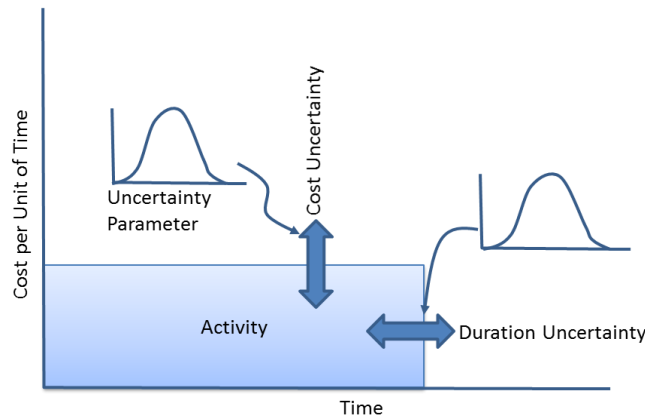 Cost per Unit of Time
Uncertainty
Parameter
Cost Uncertainty
Activity
Duration Uncertainty
Time